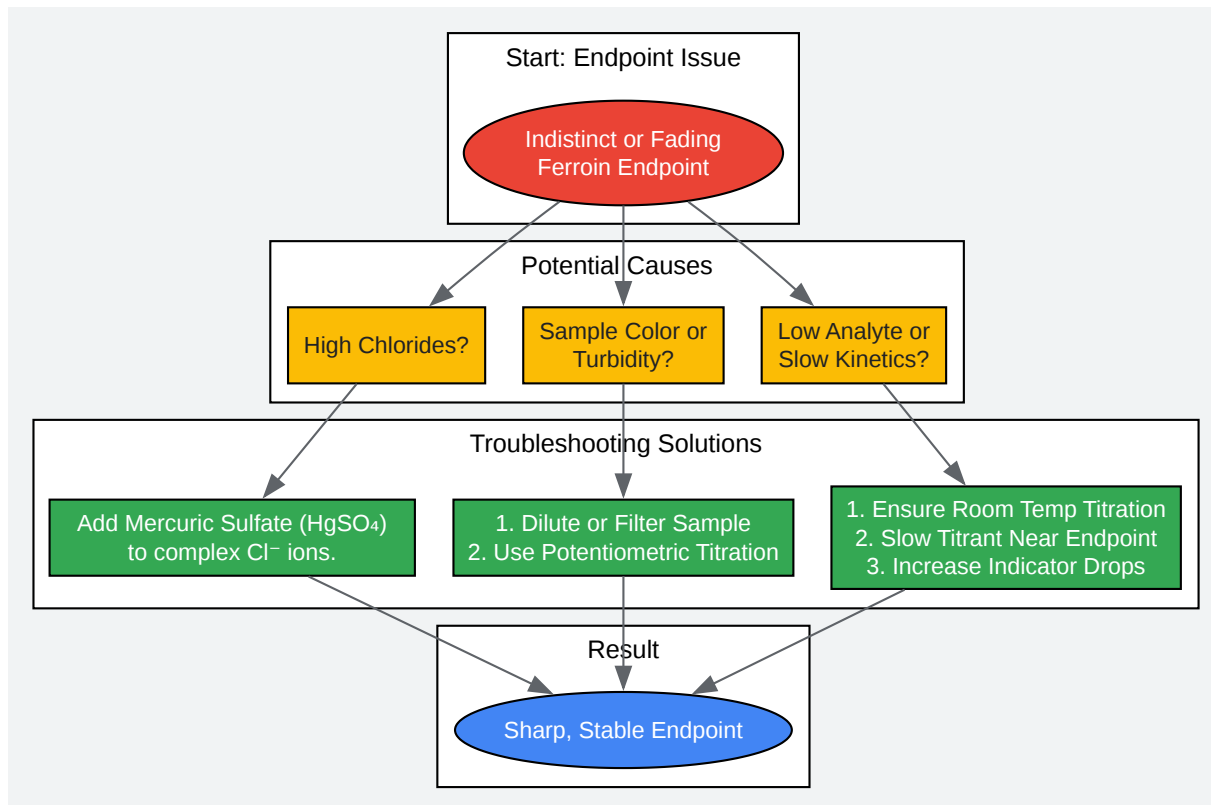 Start: Endpoint Issue
Indistinct or Fading
Ferroin Endpoint
Potential Causes
High Chlorides?
Sample Color or
Turbidity?
Low Analyte or
Slow Kinetics?
Troubleshooting Solutions
Add Mercuric Sulfate (HgSO₄)
to complex Cl⁻ ions.
1. Dilute or Filter Sample
2. Use Potentiometric Titration
1. Ensure Room Temp Titration
2. Slow Titrant Near Endpoint
3. Increase Indicator Drops
Result
Sharp, Stable Endpoint